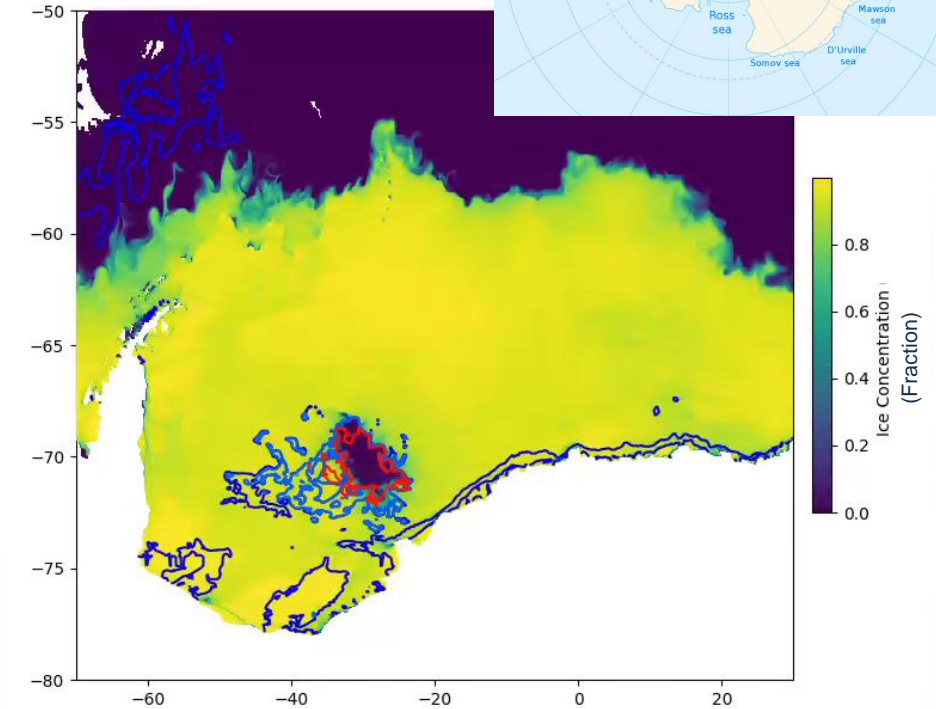 Ross
sea
Mawson
sea
D'Urville
sea
Somov sea
−50
−55
−60
−65
−70
−75
−80
−60
−40
−20
0
20
0.8
0.6
0.4
0.2
0.0
Ice Concentration
(Fraction)